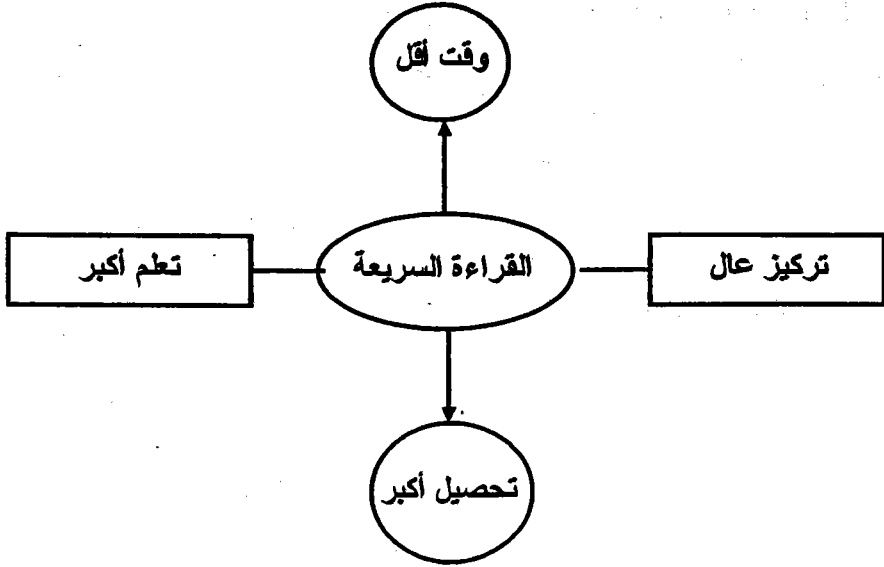 وقت أقل
تركيز عال
القراءة السريعة
تعلم أكبر
تحصيل أكبر